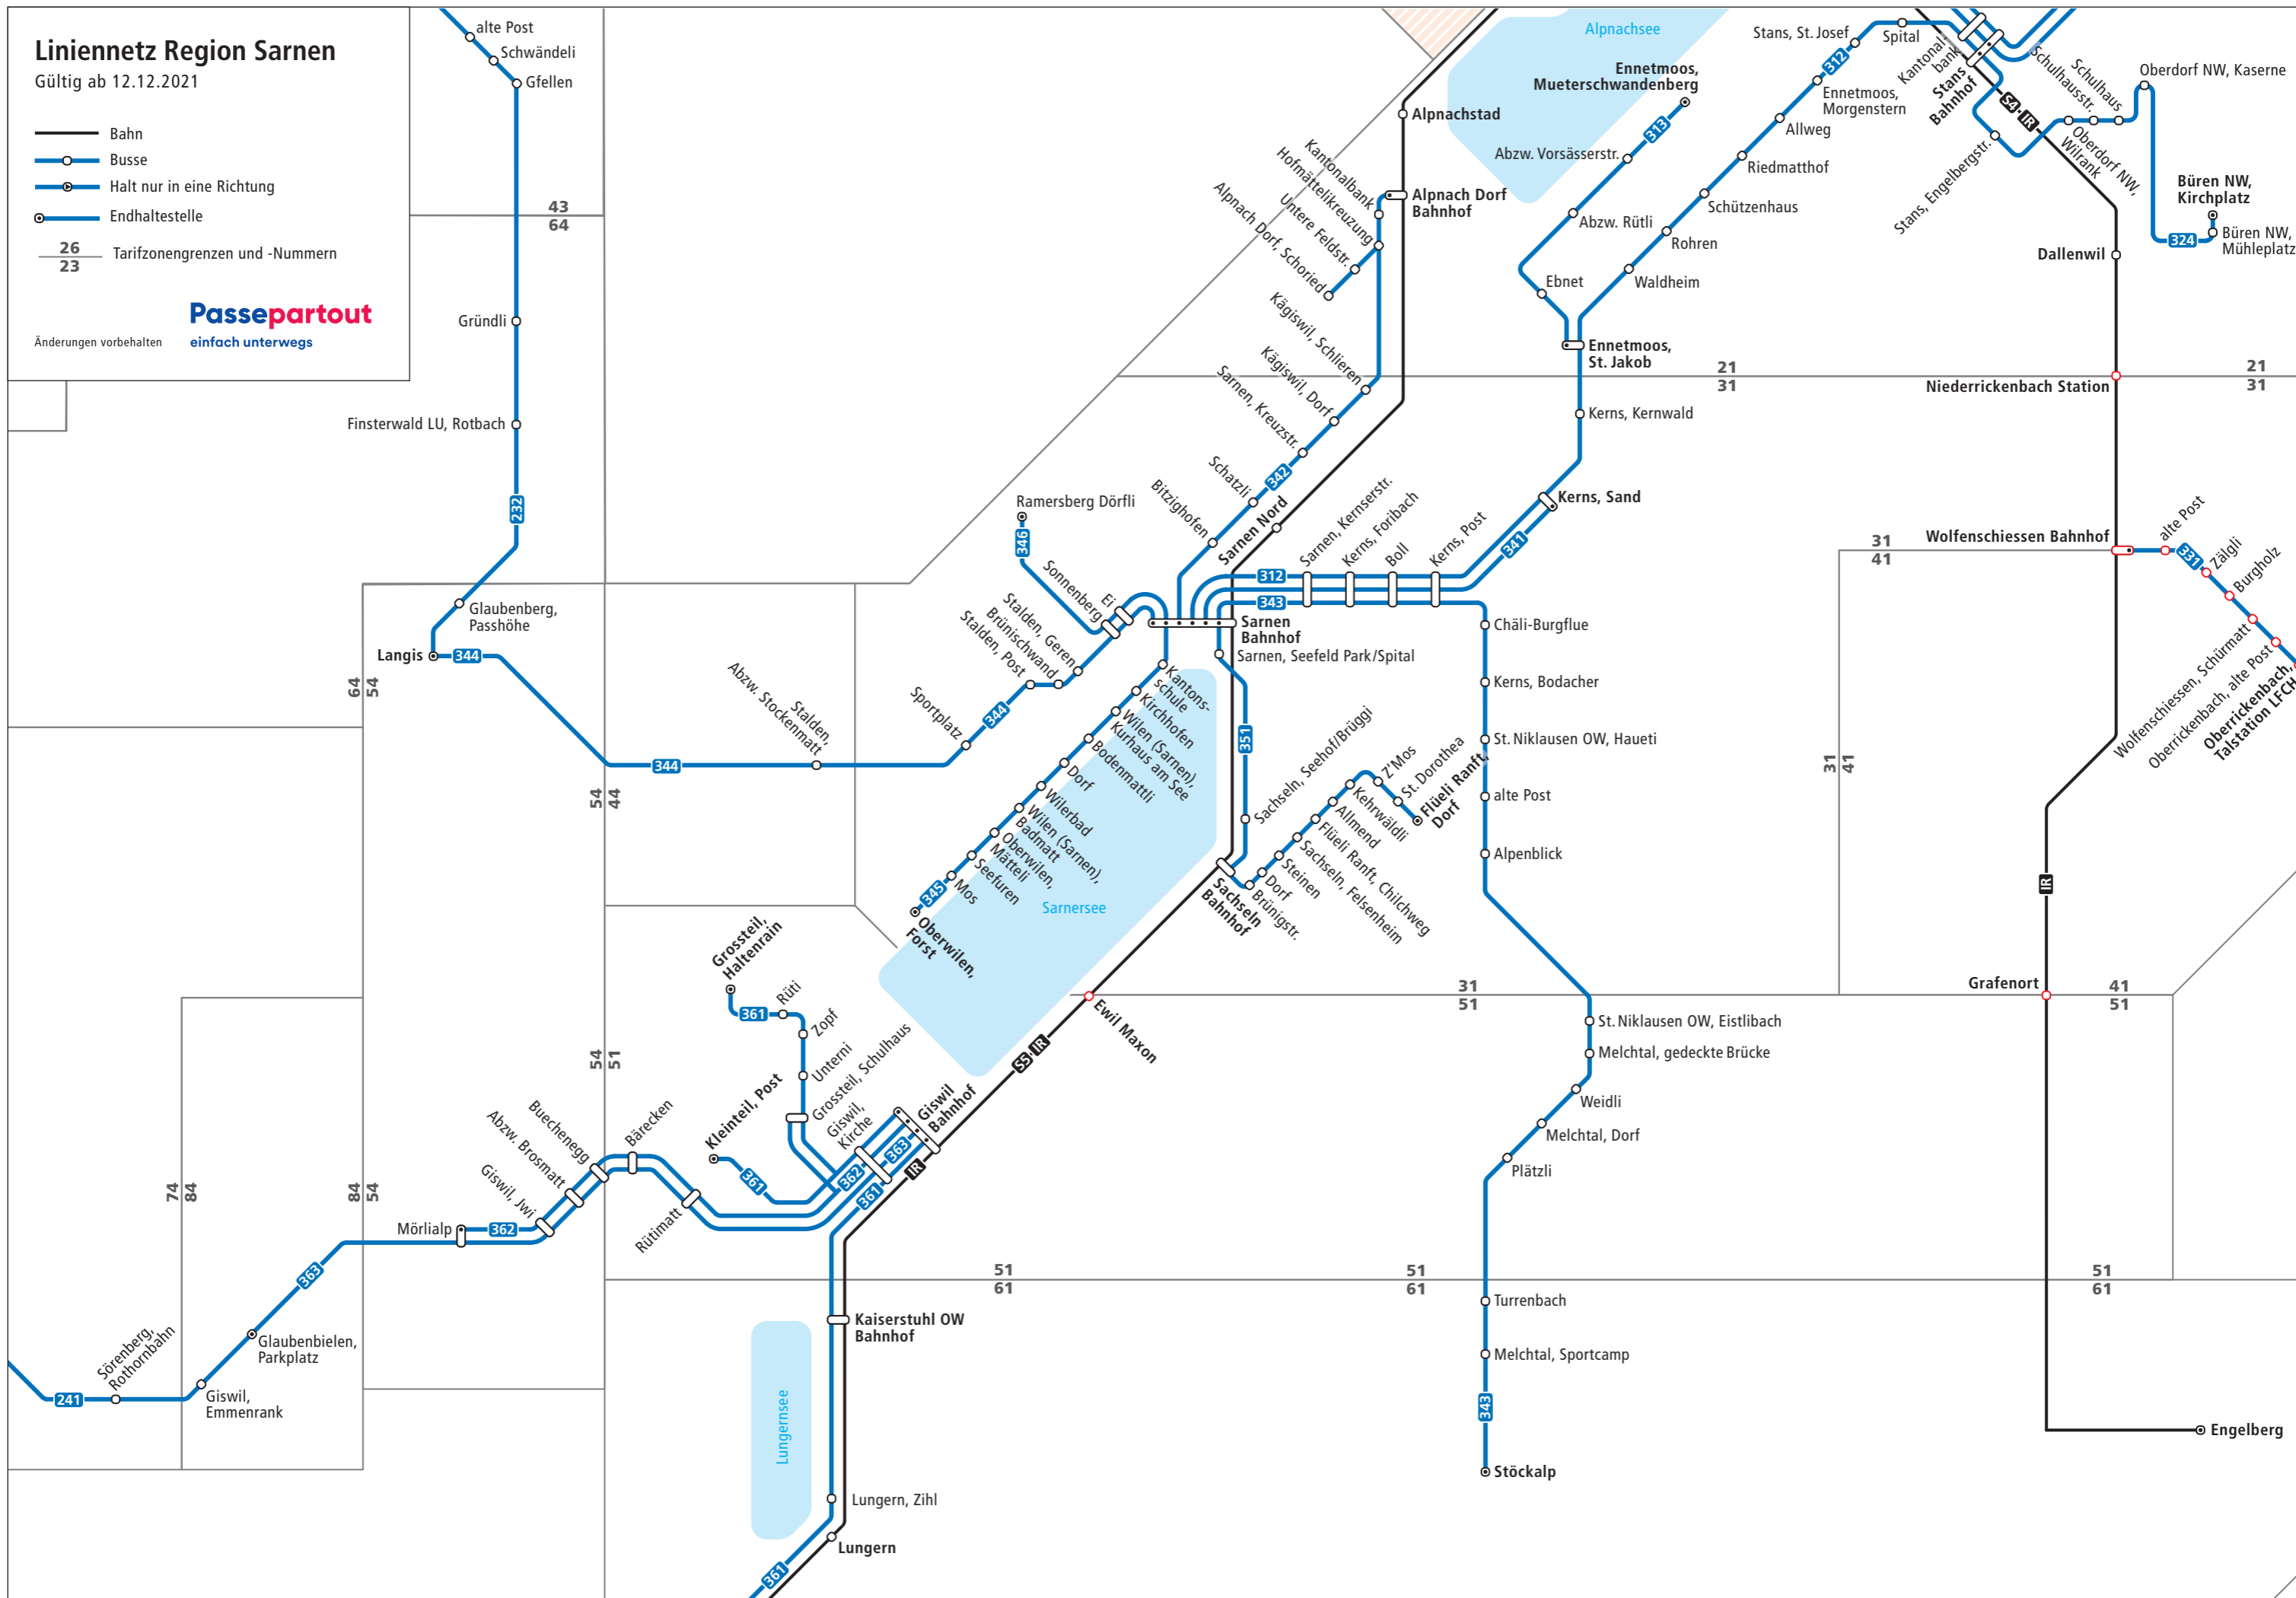 Liniennetz Region Sarnen
Gültig ab 12.12.2021
Bahn
Busse
Halt nur in eine Richtung
Endhaltestelle
26
23
Tarifzonengrenzen und -Nummern
Änderungen vorbehalten
Passepartout
einfach unterwegs
alte Post
Schwändeli
Gfellen
43
64
Gründli
Finsterwald LU, Rotbach
232
Glaubenberg,
Passhöhe
Langis
344
64
54
344
54
44
Abzw. Stockenmatt
Stalden,
Sportplatz
344
Stalden, Post
Brünischwand
Stalden, Geren
Sonnenberg
Ei
Ramersberg Dörfli
346
Alpnachsee
Alpnachstad
Alpnach Dorf
Bahnhof
Kantonalbank
Hofmättelikreuzung
Untere Feldstr.
Alpnach Dorf, Schoried
Kägiswil, Schlieren
Kägiswil, Dorf
Sarnen, Kreuzstr.
342
Schatzli
Bitzighofen
Sarnen Nord
Sarnen
Bahnhof
Sarnen, Seefeld Park/Spital
312
343
Sarnen, Kernserstr.
Kerns, Foribach
Boll
Kerns, Post
341
Kerns, Sand
Kerns, Kernwald
Ennetmoos,
St. Jakob
Ennetmoos,
Mueterschwandenberg
313
Abzw. Vorsässerstr.
Abzw. Rütli
Ebnet
Waldheim
Rohren
Schützenhaus
Riedmatthof
Allweg
Ennetmoos,
Morgenstern
312
Stans, St. Josef
Spital
Kantonal-
bank
Stans
Bahnhof
S4·IR
Stans, Engelbergstr.
Schulhausstr.
Schulhaus
Oberdorf NW,
Wilrank
Oberdorf NW, Kaserne
Büren NW,
Kirchplatz
324
Büren NW,
Mühleplatz
Dallenwil
21
31
21
31
Niederrickenbach Station
Wolfenschiessen Bahnhof
31
41
alte Post
331
Zälgli
Burgholz
Wolfenschiessen, Schürmatt
Oberrickenbach, alte Post
Oberrickenbach,
Talstation LFCH
31
41
IR
Grafenort
41
51
51
61
Engelberg
Chäli-Burgflue
Kerns, Bodacher
St. Niklausen OW, Haueti
alte Post
Alpenblick
31
51
St. Niklausen OW, Eistlibach
Melchtal, gedeckte Brücke
Weidli
Melchtal, Dorf
Plätzli
51
61
Turrenbach
Melchtal, Sportcamp
343
Stöckalp
351
Sachseln, Seehof/Brüggi
Sachseln
Bahnhof
Brünigstr.
Dorf
Steinen
Sachseln, Felsenheim
Flüeli Ranft, Chilchweg
Allmend
Kehrwäldli
Z'Mos
St. Dorothea
Flüeli Ranft,
Dorf
Kantons-
schule
Kirchhofen
Wilen (Sarnen),
Kurhaus am See
Bodenmattli
Dorf
Wilerbad
Wilen (Sarnen),
Badmatt
Oberwilen,
Mätteli
Seefuren
Mos
345
Oberwilen,
Forst
Sarnersee
Ewil Maxon
S5·IR
Giswil
Bahnhof
Giswil,
Kirche
363
362
361
IR
Grossteil,
Haltenrain
361
Rüti
Zopf
Unterni
Grossteil, Schulhaus
Kleinteil, Post
361
54
51
Bärecken
Rütimatt
Buechenegg
Abzw. Brosmatt
Giswil, Jwi
Mörlialp
362
74
84
84
54
363
Glaubenbielen,
Parkplatz
Giswil,
Emmenrank
Sörenberg,
Rothornbahn
241
51
61
Kaiserstuhl OW
Bahnhof
Lungernsee
Lungern, Zihl
Lungern
361